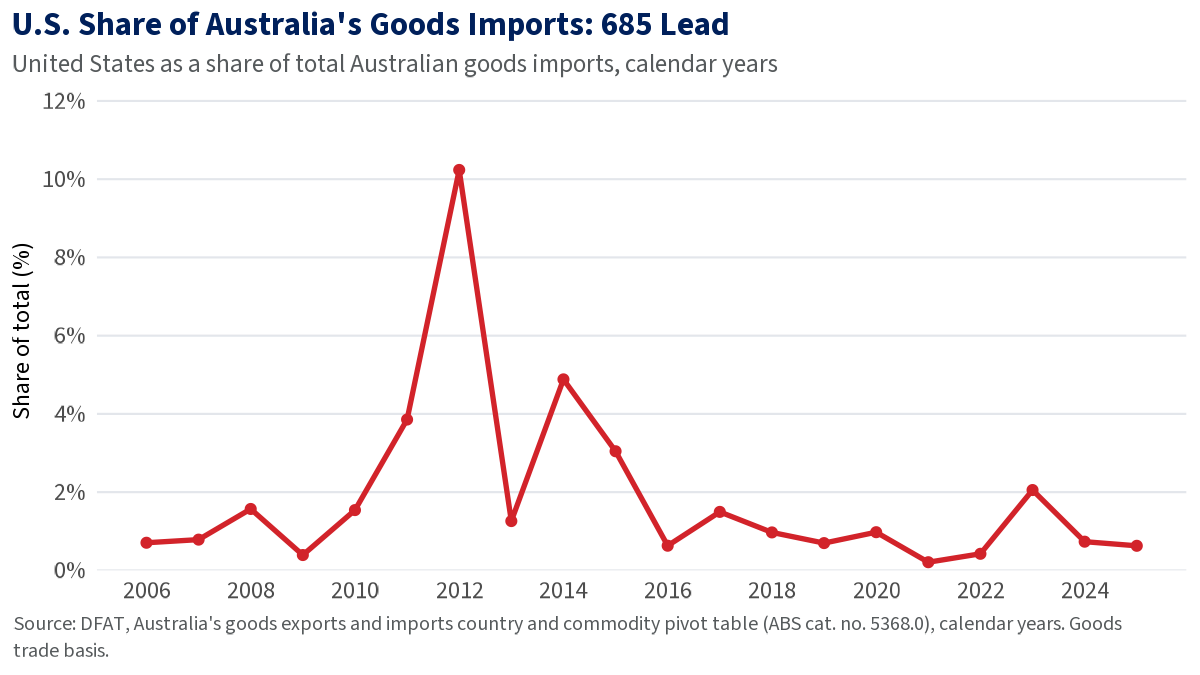 U.S. Share of Australia's Goods Imports: 685 Lead
United States as a share of total Australian goods imports, calendar years
12%
10%
8%
6%
4%
2%
0%
Share of total (%)
2006 2008 2010 2012 2014 2016 2018 2020 2022 2024
Source: DFAT, Australia's goods exports and imports country and commodity pivot table (ABS cat. no. 5368.0), calendar years. Goods
trade basis.